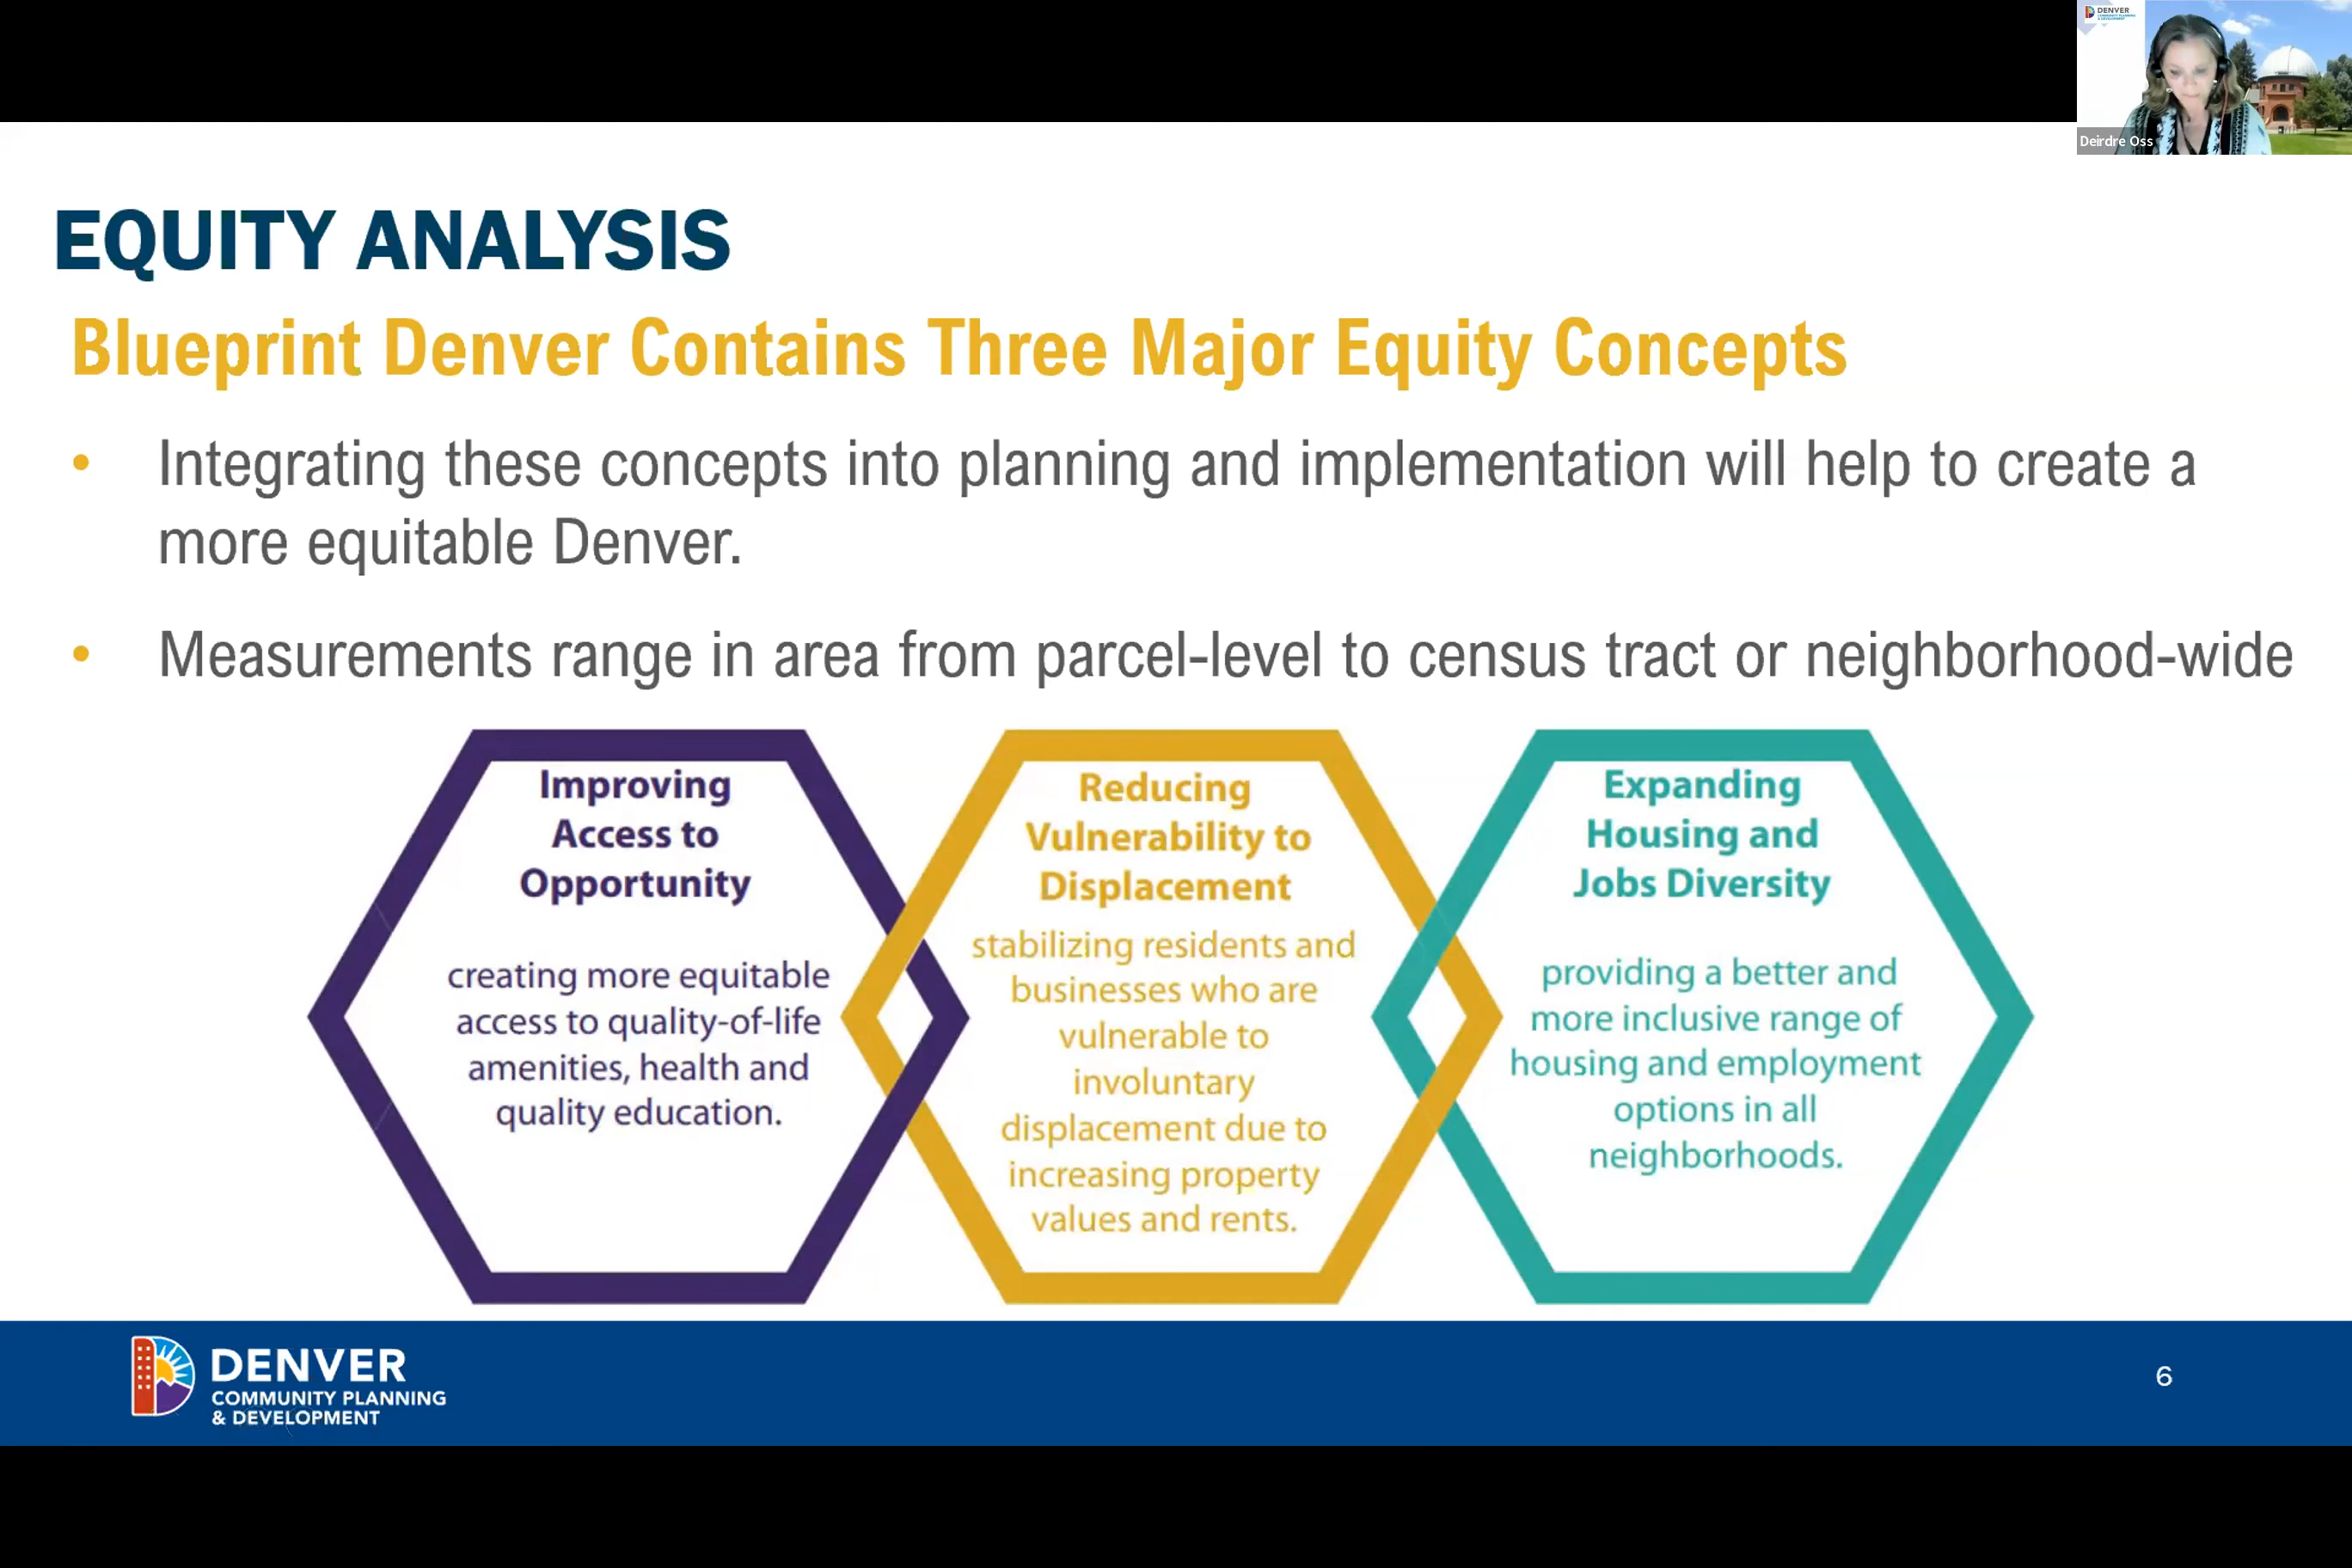 DENVER
COMMUNITY PLANNING
& DEVELOPMENT
Deirdre Oss
EQUITY ANALYSIS
Blueprint Denver Contains Three Major Equity Concepts
• Integrating these concepts into planning and implementation will help to create a
more equitable Denver.
• Measurements range in area from parcel-level to census tract or neighborhood-wide
Improving
Access to
Opportunity
creating more equitable
access to quality-of-life
amenities, health and
quality education.
Reducing
Vulnerability to
Displacement
stabilizing residents and
businesses who are
vulnerable to
involuntary
displacement due to
increasing property
values and rents.
Expanding
Housing and
Jobs Diversity
providing a better and
more inclusive range of
housing and employment
options in all
neighborhoods.
DENVER
COMMUNITY PLANNING
& DEVELOPMENT
6